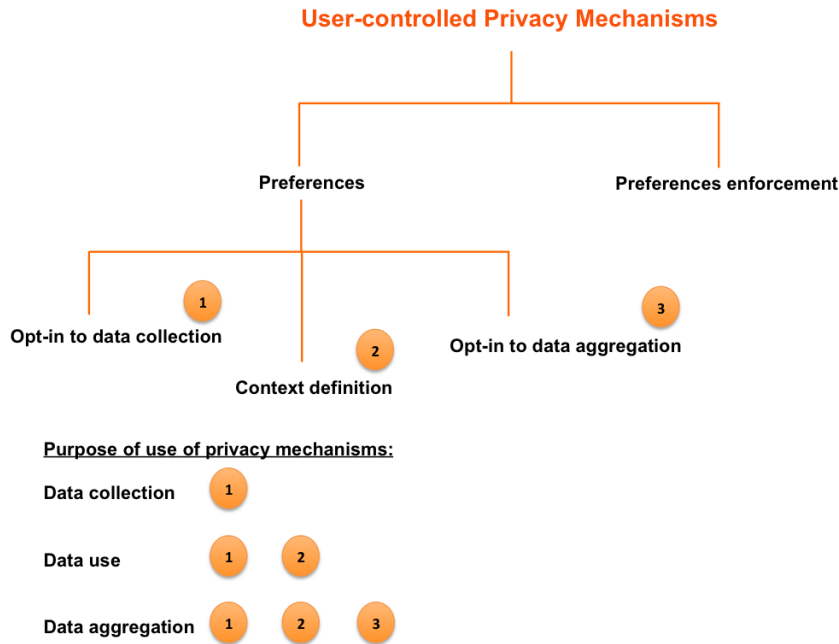 User-controlled Privacy Mechanisms
Preferences
Preferences enforcement
1
3
Opt-in to data collection
2
Opt-in to data aggregation
Context definition
Purpose of use of privacy mechanisms:
Data collection 1
Data use 1 2
Data aggregation 1 2 3